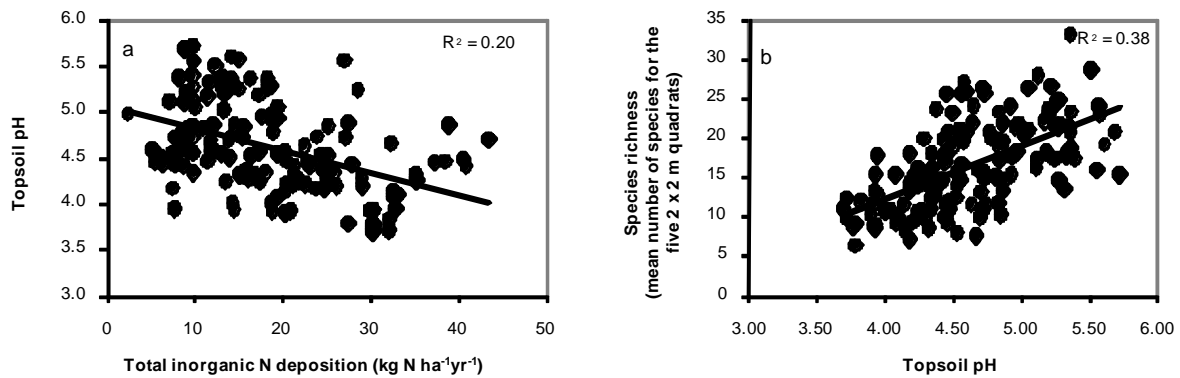 a
R² = 0.20
Topsoil pH
6.0
5.5
5.0
4.5
4.0
3.5
3.0
0
10
20
30
40
50
Total inorganic N deposition (kg N ha⁻¹yr⁻¹)
b
R² = 0.38
Species richness
(mean number of species for the
five 2 x 2 m quadrats)
35
30
25
20
15
10
5
0
3.00
3.50
4.00
4.50
5.00
5.50
6.00
Topsoil pH